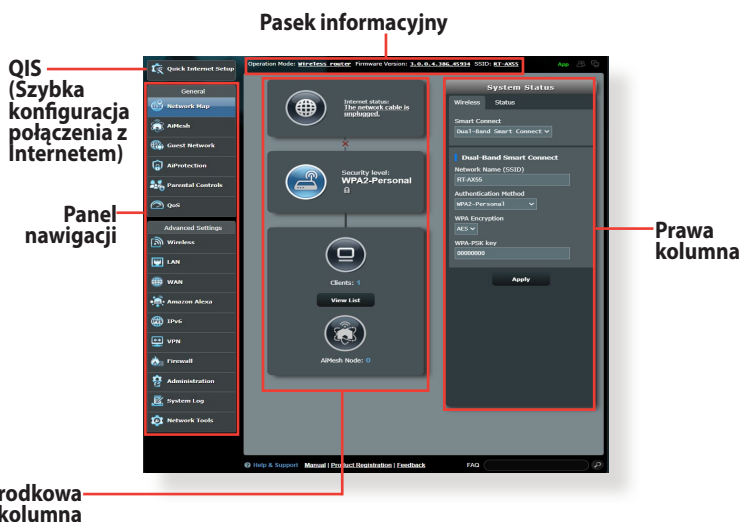 Pasek informacyjny
QIS
(Szybka
konfiguracja
połączenia z
Internetem)
Panel
nawigacji
Quick Internet Setup
General
Network Map
AiMesh
Guest Network
AiProtection
Parental Controls
QoS
Advanced Settings
Wireless
LAN
WAN
Amazon Alexa
IPv6
VPN
Firewall
Administration
System Log
Network Tools
Operation Mode: Wireless router Firmware Version: 3.0.0.4.386_45934 SSID: RT-AX55 App
Internet status:
The network cable is
unplugged.
Security level:
WPA2-Personal
Clients: 1
View List
AiMesh Node: 0
System Status
Wireless Status
Smart Connect
Dual-Band Smart Connect
Dual-Band Smart Connect
Network Name (SSID)
RT-AX55
Authentication Method
WPA2-Personal
WPA Encryption
AES
WPA-PSK key
00000000
Apply
Prawa
kolumna
Help & Support Manual | Product Registration | Feedback FAQ
rodkowa
kolumna